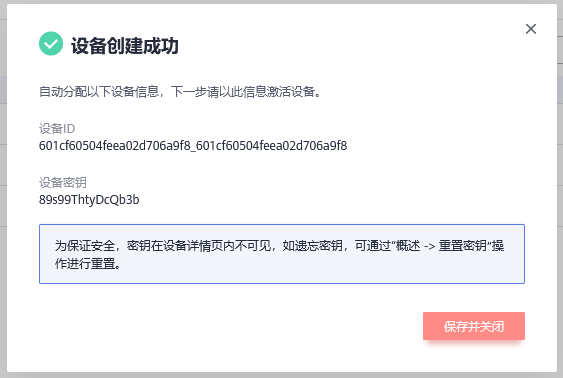 设备创建成功
自动分配以下设备信息，下一步请以此信息激活设备。
设备ID
601cf60504feea02d706a9f8_601cf60504feea02d706a9f8
设备密钥
89s99ThtyDcQb3b
为保证安全，密钥在设备详情页内不可见，如遗忘密钥，可通过“概述 -> 重置密钥”操
作进行重置。
保存并关闭